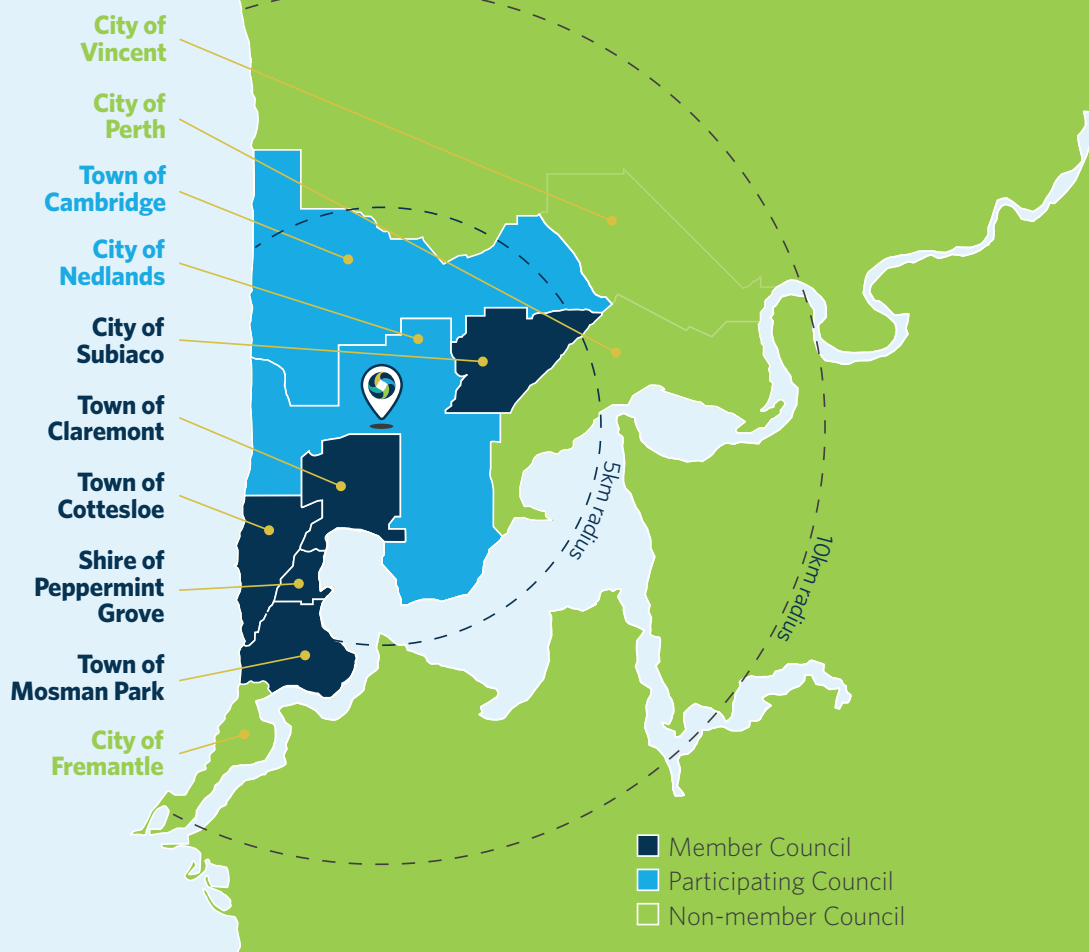 City of
Vincent
City of
Perth
Town of
Cambridge
City of
Nedlands
City of
Subiaco
Town of
Claremont
Town of
Cottesloe
Shire of
Peppermint
Grove
Town of
Mosman Park
City of
Fremantle
5km radius
10km radius
Member Council
Participating Council
Non-member Council